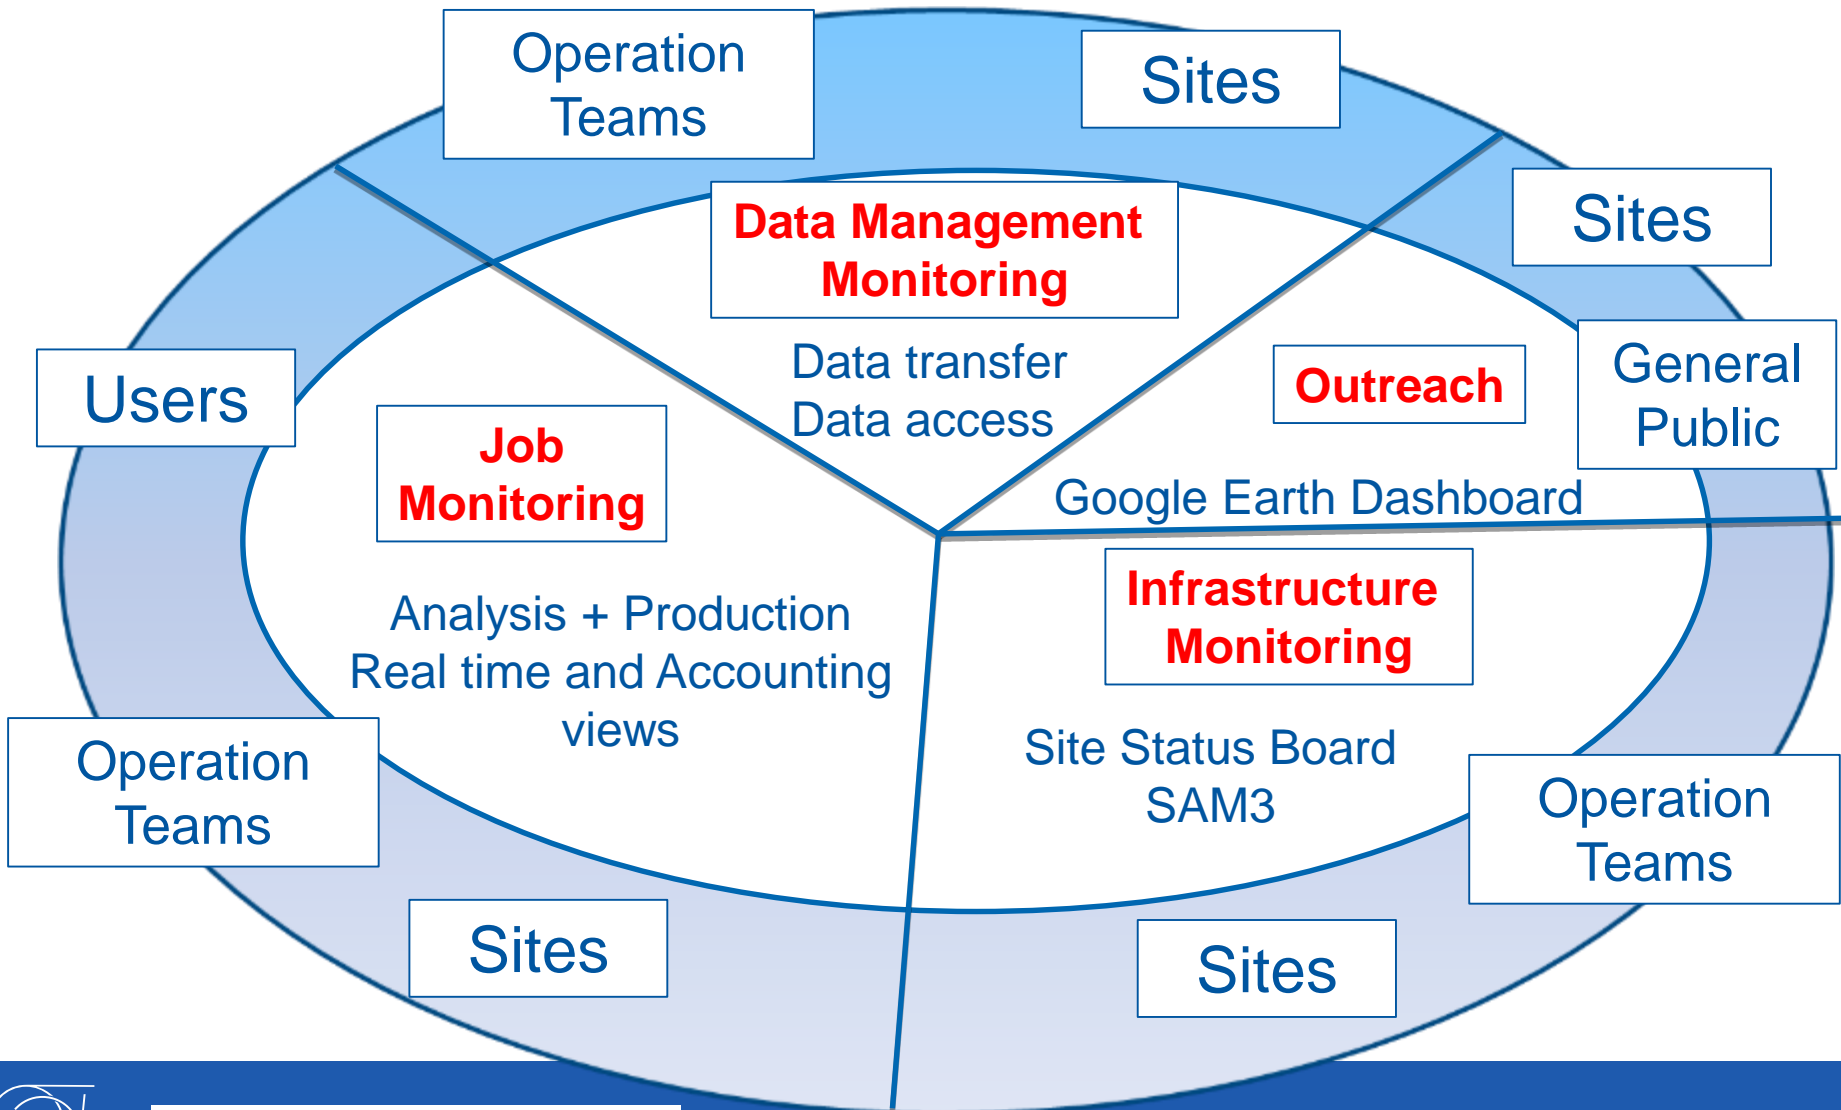 Operation
Teams
Sites
Sites
Data Management
Monitoring
Data transfer
Data access
Outreach
General
Public
Users
Job
Monitoring
Google Earth Dashboard
Infrastructure
Monitoring
Analysis + Production
Real time and Accounting
views
Site Status Board
SAM3
Operation
Teams
Operation
Teams
Sites
Sites